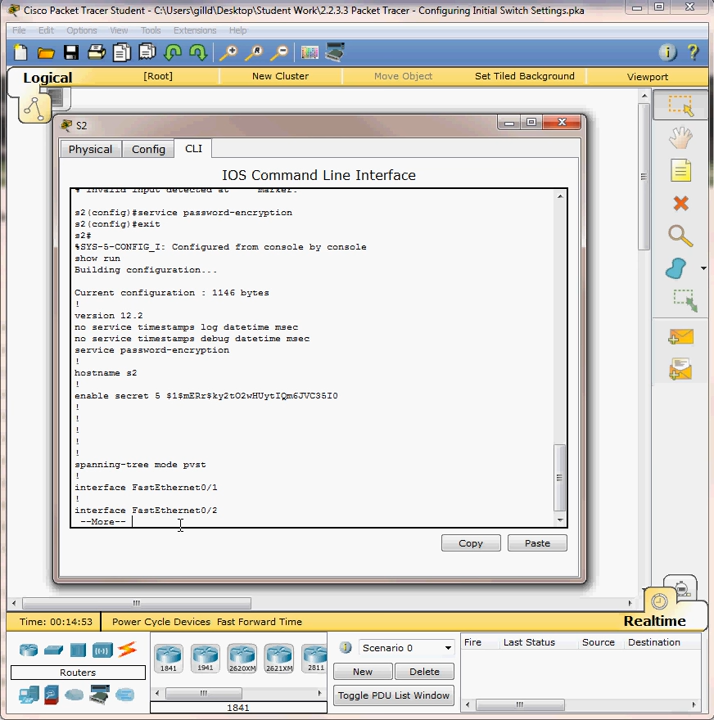 Cisco Packet Tracer Student - C:\Users\gilld\Desktop\Student Work\2.2.3.3 Packet Tracer - Configuring Initial Switch Settings.pka
File Edit Options View Tools Extensions Help
Logical [Root] New Cluster Move Object Set Tiled Background Viewport
S2
Physical Config CLI
IOS Command Line Interface
% Invalid input detected at marker.
s2(config)#service password-encryption
s2(config)#exit
s2#
%SYS-5-CONFIG_I: Configured from console by console
show run
Building configuration...
Current configuration : 1146 bytes
!
version 12.2
no service timestamps log datetime msec
no service timestamps debug datetime msec
service password-encryption
!
hostname s2
!
enable secret 5 $1$mERr$ky2tO2wHUytIQm6JVC35I0
!
!
!
!
!
spanning-tree mode pvst
!
interface FastEthernet0/1
!
interface FastEthernet0/2
--More--
Copy Paste
Time: 00:14:53 Power Cycle Devices Fast Forward Time Realtime
Scenario 0
Fire Last Status Source Destination
1841 1941 2620XM 2621XM 2811
New Delete
Routers
Toggle PDU List Window
1841